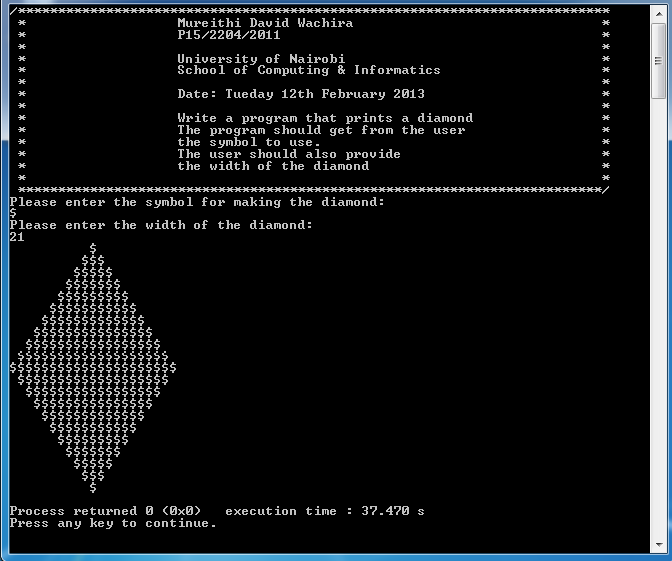 /**************************************************************************
 *                   Mureithi David Wachira                               *
 *                   P15/2204/2011                                        *
 *                                                                        *
 *                   University of Nairobi                                *
 *                   School of Computing & Informatics                    *
 *                                                                        *
 *                   Date: Tueday 12th February 2013                      *
 *                                                                        *
 *                   Write a program that prints a diamond                *
 *                   The program should get from the user                 *
 *                   the symbol to use.                                   *
 *                   The user should also provide                         *
 *                   the width of the diamond                             *
 *                                                                        *
 *************************************************************************/
Please enter the symbol for making the diamond:
$
Please enter the width of the diamond:
21
          $
         $$$
        $$$$$
       $$$$$$$
      $$$$$$$$$
     $$$$$$$$$$$
    $$$$$$$$$$$$$
   $$$$$$$$$$$$$$$
  $$$$$$$$$$$$$$$$$
 $$$$$$$$$$$$$$$$$$$
$$$$$$$$$$$$$$$$$$$$$
 $$$$$$$$$$$$$$$$$$$
  $$$$$$$$$$$$$$$$$
   $$$$$$$$$$$$$$$
    $$$$$$$$$$$$$
     $$$$$$$$$$$
      $$$$$$$$$
       $$$$$$$
        $$$$$
         $$$
          $
Process returned 0 (0x0)   execution time : 37.470 s
Press any key to continue.